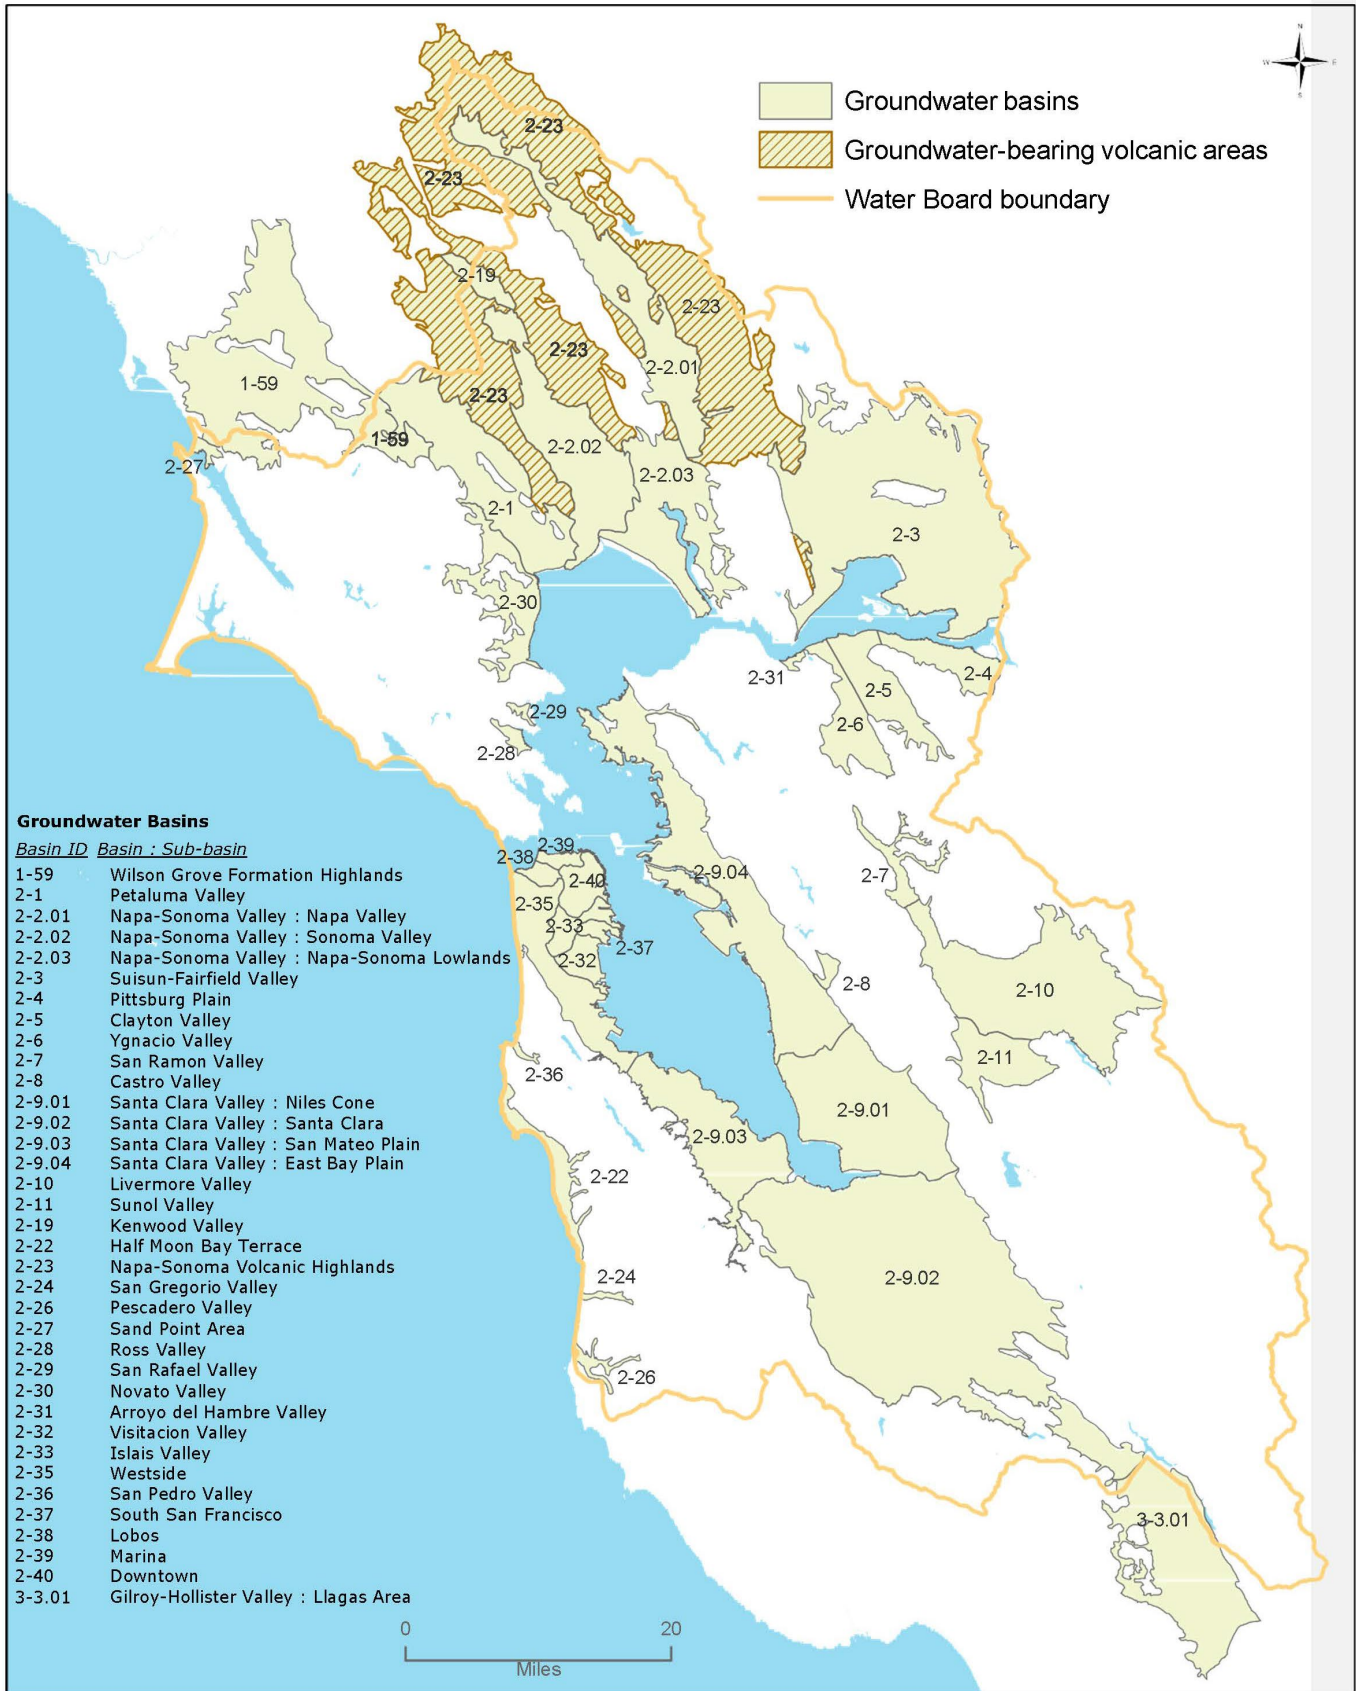 N
W E
S
Groundwater basins
Groundwater-bearing volcanic areas
Water Board boundary
2-23
2-23
2-19
2-23
2-23
2-2.01
1-59
2-23
1-59
2-2.02
2-27
2-2.03
2-1
2-3
2-30
2-31
2-4
2-5
2-29
2-6
2-28
2-39
2-38
2-9.04
2-7
2-40
2-35
2-33
2-37
2-32
2-8
2-10
2-11
2-36
2-9.01
2-9.03
2-22
2-24
2-9.02
2-26
3-3.01
Groundwater Basins
Basin ID Basin : Sub-basin
1-59 Wilson Grove Formation Highlands
2-1 Petaluma Valley
2-2.01 Napa-Sonoma Valley : Napa Valley
2-2.02 Napa-Sonoma Valley : Sonoma Valley
2-2.03 Napa-Sonoma Valley : Napa-Sonoma Lowlands
2-3 Suisun-Fairfield Valley
2-4 Pittsburg Plain
2-5 Clayton Valley
2-6 Ygnacio Valley
2-7 San Ramon Valley
2-8 Castro Valley
2-9.01 Santa Clara Valley : Niles Cone
2-9.02 Santa Clara Valley : Santa Clara
2-9.03 Santa Clara Valley : San Mateo Plain
2-9.04 Santa Clara Valley : East Bay Plain
2-10 Livermore Valley
2-11 Sunol Valley
2-19 Kenwood Valley
2-22 Half Moon Bay Terrace
2-23 Napa-Sonoma Volcanic Highlands
2-24 San Gregorio Valley
2-26 Pescadero Valley
2-27 Sand Point Area
2-28 Ross Valley
2-29 San Rafael Valley
2-30 Novato Valley
2-31 Arroyo del Hambre Valley
2-32 Visitacion Valley
2-33 Islais Valley
2-35 Westside
2-36 San Pedro Valley
2-37 South San Francisco
2-38 Lobos
2-39 Marina
2-40 Downtown
3-3.01 Gilroy-Hollister Valley : Llagas Area
0 20
Miles